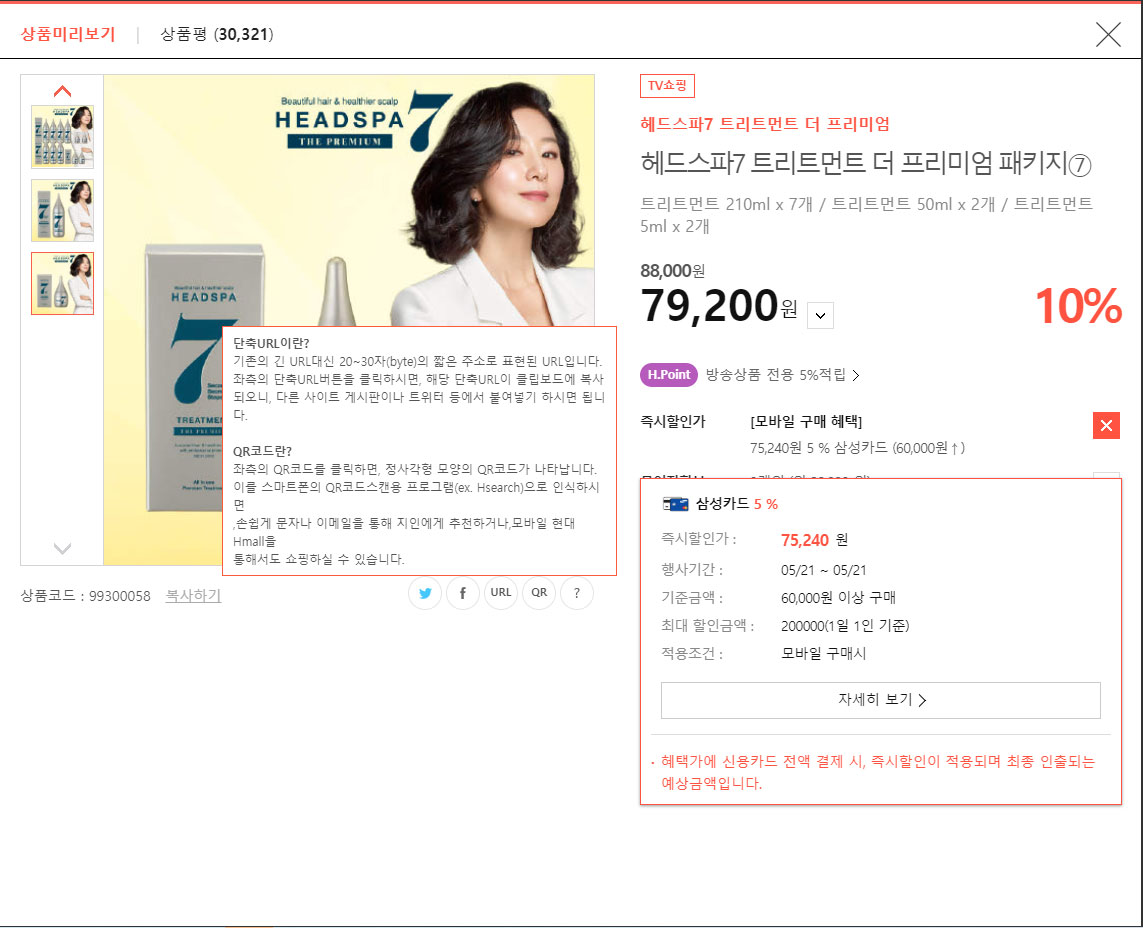 상품미리보기
상품평 (30,321)
Beautiful hair & healthier scalp
HEADSPA 7
THE PREMIUM
HEADSPA
7
TREATMEN
상품코드 : 99300058 복사하기
단축URL이란?
기존의 긴 URL대신 20~30자(byte)의 짧은 주소로 표현된 URL입니다.
좌측의 단축URL버튼을 클릭하시면, 해당 단축URL이 클립보드에 복사
되오니, 다른 사이트 게시판이나 트위터 등에서 붙여넣기 하시면 됩니
다.
QR코드란?
좌측의 QR코드를 클릭하면, 정사각형 모양의 QR코드가 나타납니다.
이를 스마트폰의 QR코드스캔용 프로그램(ex. Hsearch)으로 인식하시
면
,손쉽게 문자나 이메일을 통해 지인에게 추천하거나,모바일 현대
Hmall을
통해서도 쇼핑하실 수 있습니다.
f URL QR ?
TV쇼핑
헤드스파7 트리트먼트 더 프리미엄
헤드스파7 트리트먼트 더 프리미엄 패키지⑦
트리트먼트 210ml x 7개 / 트리트먼트 50ml x 2개 / 트리트먼트
5ml x 2개
88,000원
79,200원
10%
H.Point 방송상품 전용 5%적립
즉시할인가 [모바일 구매 혜택]
75,240원 5 % 삼성카드 (60,000원↑)
삼성카드 5 %
즉시할인가 : 75,240 원
행사기간 : 05/21 ~ 05/21
기준금액 : 60,000원 이상 구매
최대 할인금액 : 200000(1일 1인 기준)
적용조건 : 모바일 구매시
자세히 보기
· 혜택가에 신용카드 전액 결제 시, 즉시할인이 적용되며 최종 인출되는
예상금액입니다.